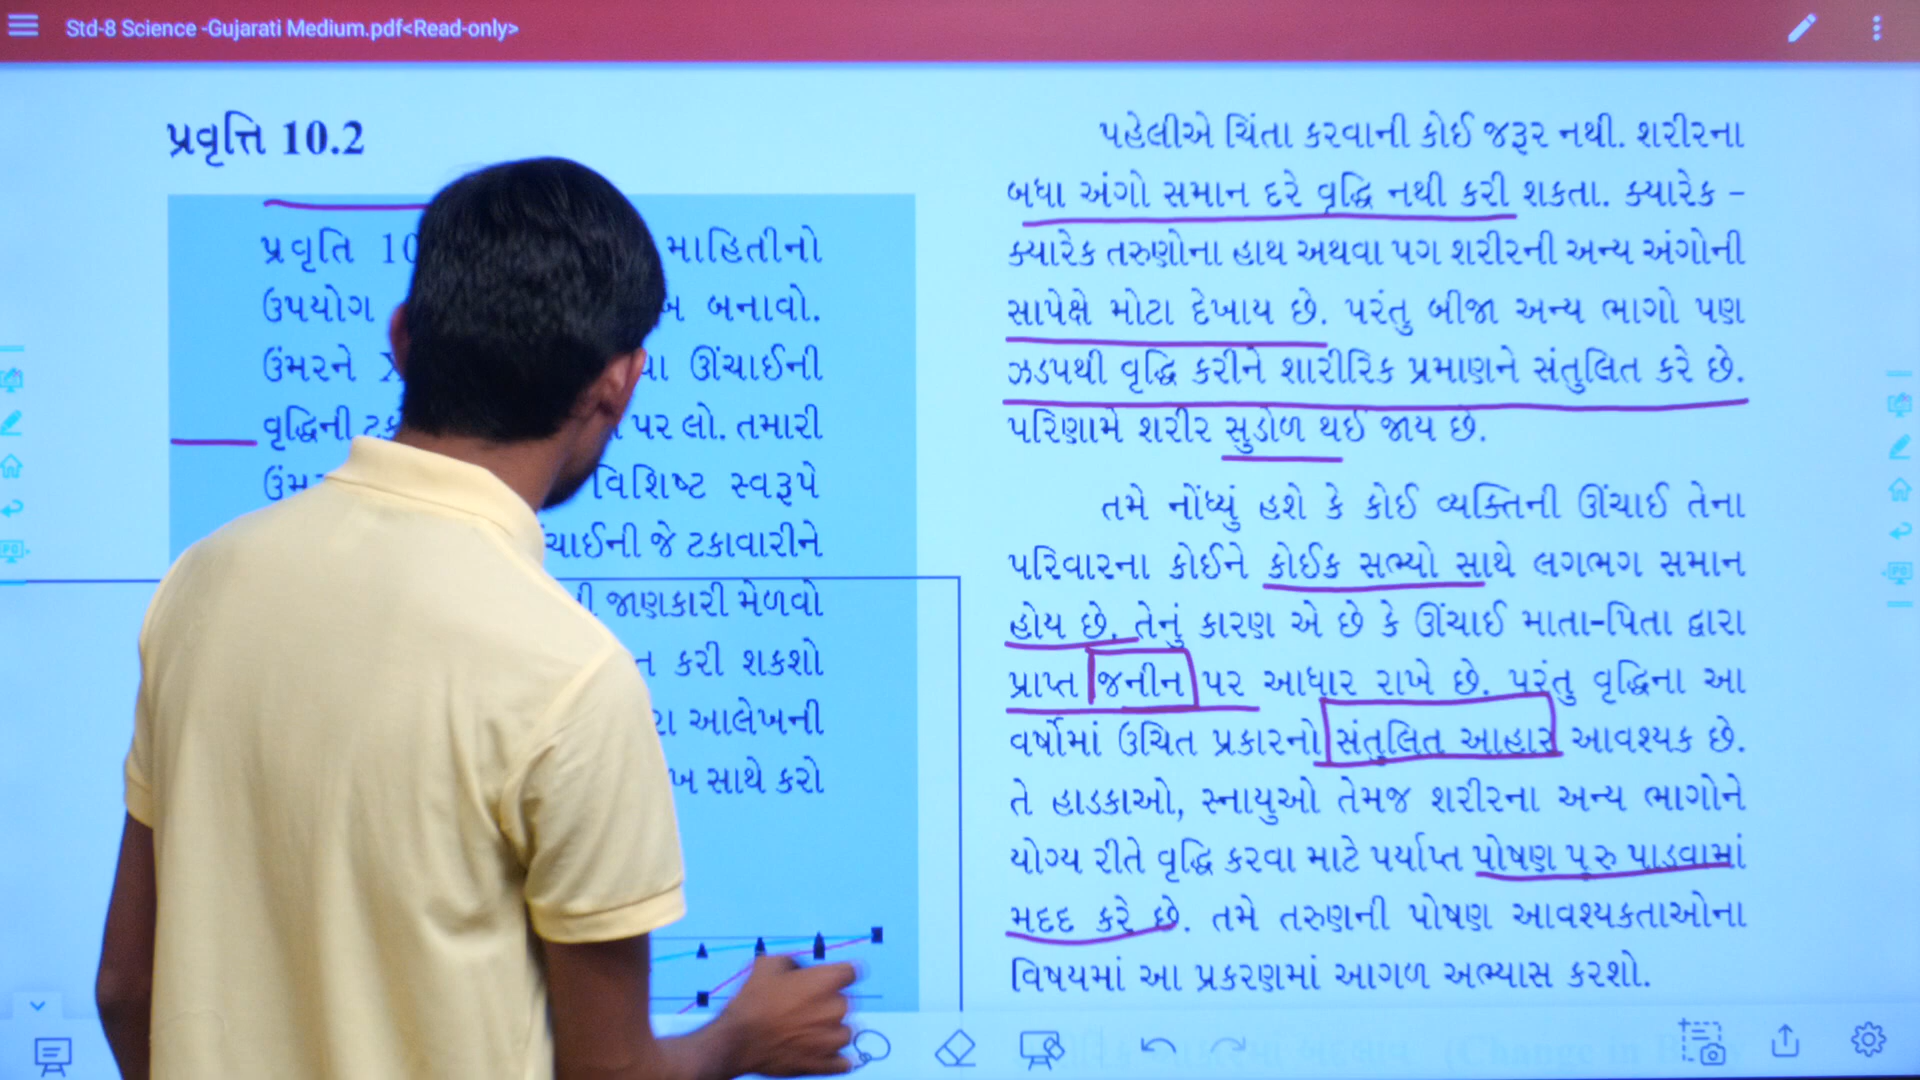 Std-8 Science -Gujarati Medium.pdf<Read-only>
પ્રવૃત્તિ 10.2
પ્રવૃતિ 10 માહિતીનો
ઉપયોગ બનાવો.
ઉંમરને X ઊંચાઈની
વૃદ્ધિની પર લો. તમારી
વિશિષ્ટ સ્વરૂપે
જે ટકાવારીને
જાણકારી મેળવો
કરી શકશો
આલેખની
સાથે કરો
પહેલીએ ચિંતા કરવાની કોઈ જરૂર નથી. શરીરના
બધા અંગો સમાન દરે વૃદ્ધિ નથી કરી શકતા. ક્યારેક –
ક્યારેક તરુણોના હાથ અથવા પગ શરીરની અન્ય અંગોની
સાપેક્ષે મોટા દેખાય છે. પરંતુ બીજા અન્ય ભાગો પણ
ઝડપથી વૃદ્ધિ કરીને શારીરિક પ્રમાણને સંતુલિત કરે છે.
પરિણામે શરીર સુડોળ થઈ જાય છે.
તમે નોંધ્યું હશે કે કોઈ વ્યક્તિની ઊંચાઈ તેના
પરિવારના કોઈને કોઈક સભ્યો સાથે લગભગ સમાન
હોય છે. તેનું કારણ એ છે કે ઊંચાઈ માતા-પિતા દ્વારા
પ્રાપ્ત જનીન પર આધાર રાખે છે. પરંતુ વૃદ્ધિના આ
વર્ષોમાં ઉચિત પ્રકારનો સંતુલિત આહાર આવશ્યક છે.
તે હાડકાઓ, સ્નાયુઓ તેમજ શરીરના અન્ય ભાગોને
યોગ્ય રીતે વૃદ્ધિ કરવા માટે પર્યાપ્ત પોષણ પૂરુ પાડવામાં
મદદ કરે છે. તમે તરુણની પોષણ આવશ્યકતાઓના
વિષયમાં આ પ્રકરણમાં આગળ અભ્યાસ કરશો.
(Change in B